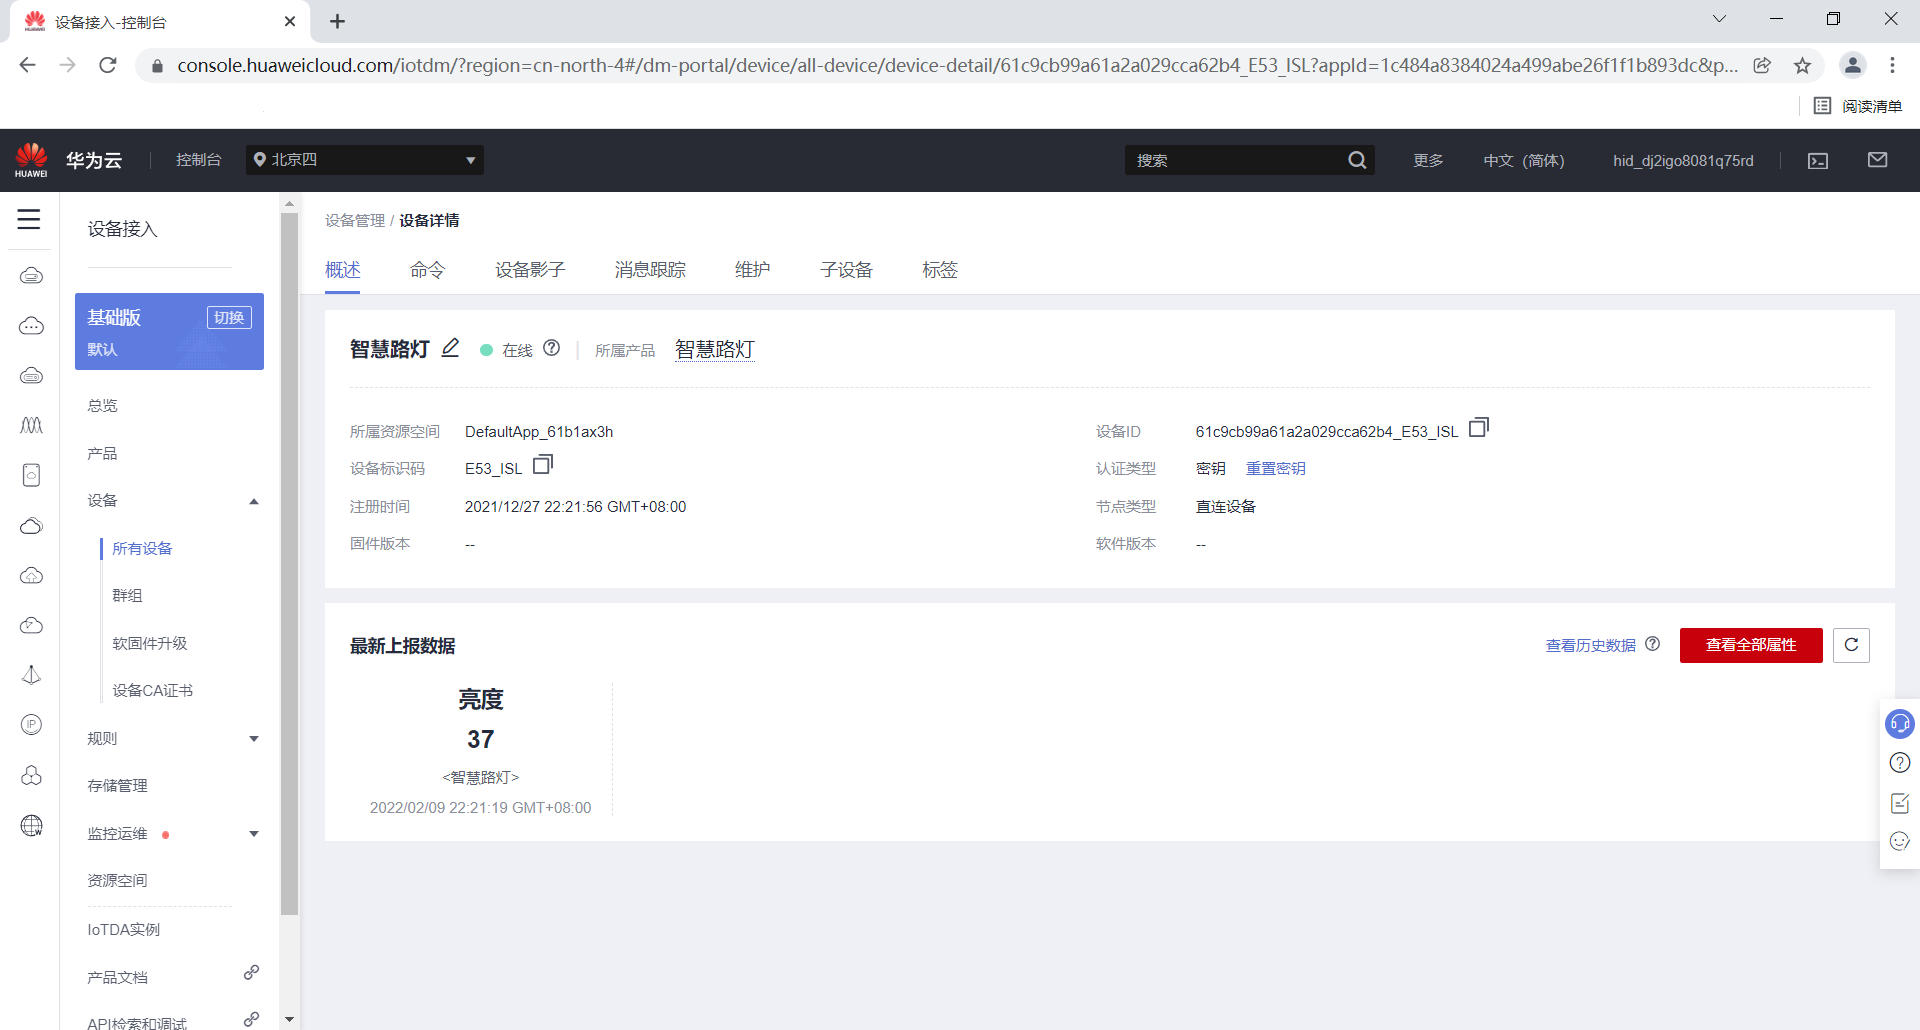 设备接入-控制台
console.huaweicloud.com/iotdm/?region=cn-north-4#/dm-portal/device/all-device/device-detail/61c9cb99a61a2a029cca62b4_E53_ISL?appId=1c484a8384024a499abe26f1f1b893dc&p...
阅读清单
HUAWEI
华为云
控制台
北京四
搜索
更多
中文（简体）
hid_dj2igo8081q75rd
设备接入
基础版
切换
默认
总览
产品
设备
所有设备
群组
软固件升级
设备CA证书
规则
存储管理
监控运维
资源空间
IoTDA实例
产品文档
API检索和调试
设备管理 / 设备详情
概述 命令 设备影子 消息跟踪 维护 子设备 标签
智慧路灯 在线 所属产品 智慧路灯
所属资源空间 DefaultApp_61b1ax3h
设备ID 61c9cb99a61a2a029cca62b4_E53_ISL
设备标识码 E53_ISL
认证类型 密钥 重置密钥
注册时间 2021/12/27 22:21:56 GMT+08:00
节点类型 直连设备
固件版本 --
软件版本 --
最新上报数据
查看历史数据
查看全部属性
亮度
37
<智慧路灯>
2022/02/09 22:21:19 GMT+08:00